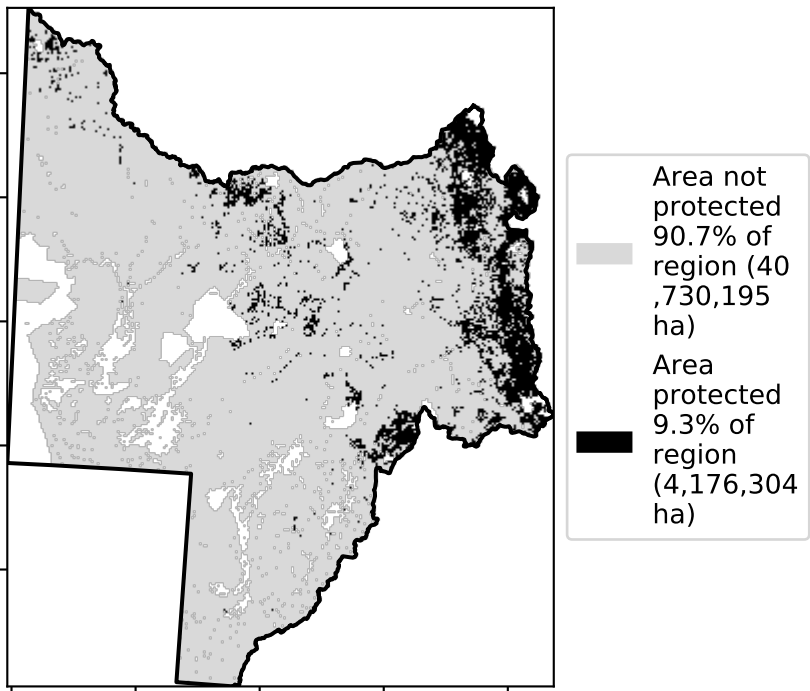 Area not
protected
90.7% of
region (40
,730,195
ha)
Area
protected
9.3% of
region
(4,176,304
ha)